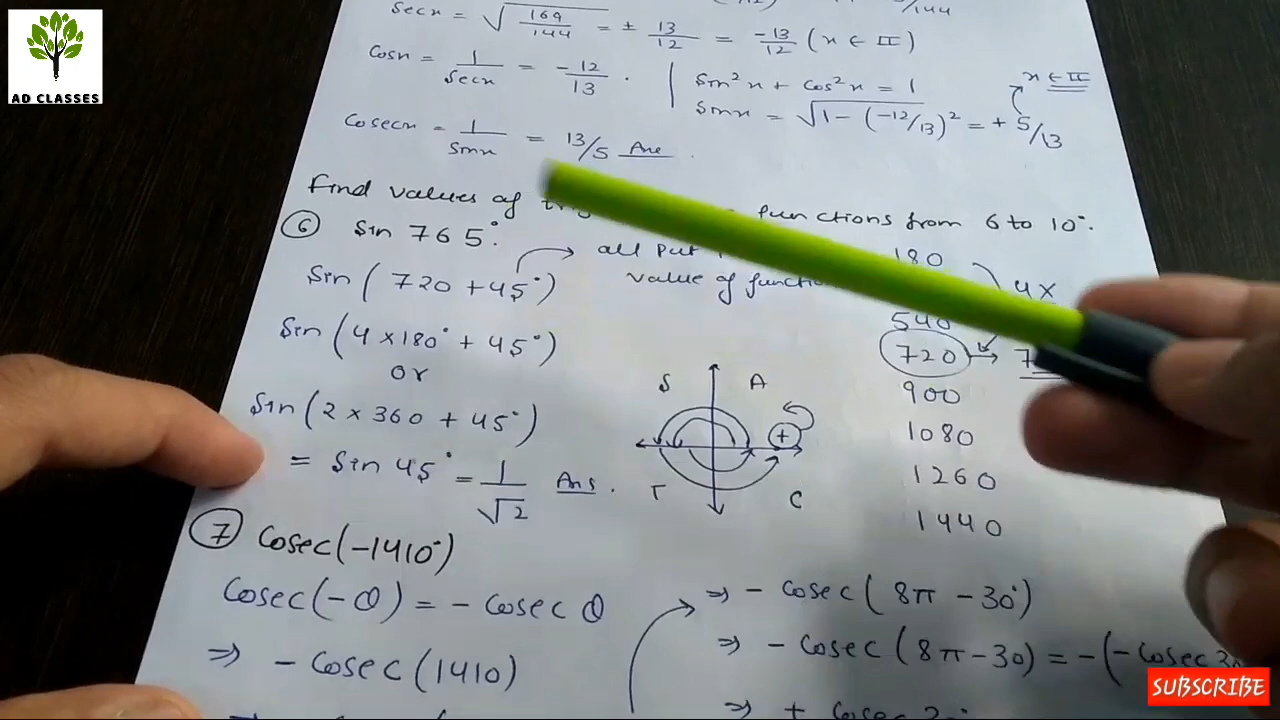 AD CLASSES
Secx = √169/144 = ± 13/12 = -13/12 (x ∈ II)
Cosx = 1/Secx = -12/13 .
Sin²x + Cos²x = 1
x ∈ II
Sinx = √1-(-12/13)² = + 5/13
Cosecx = 1/Sinx = 13/5 Ans .
Find values of functions from 6 to 10°.
6 Sin 765°.
Sin (720 + 45°) → all put
value of
Sin (4 × 180° + 45°)
or
Sin (2 × 360 + 45°)
= Sin 45° = 1/√2 Ans .
S A
T C
+
180
4x
540
720 →
900
1080
1260
1440
7 Cosec(-1410°)
Cosec(-θ) = - Cosec θ
⇒ - Cosec (1410)
⇒ - Cosec (8π - 30°)
⇒ - Cosec (8π - 30) = -(-Cosec 30
⇒ + Cosec
SUBSCRIBE